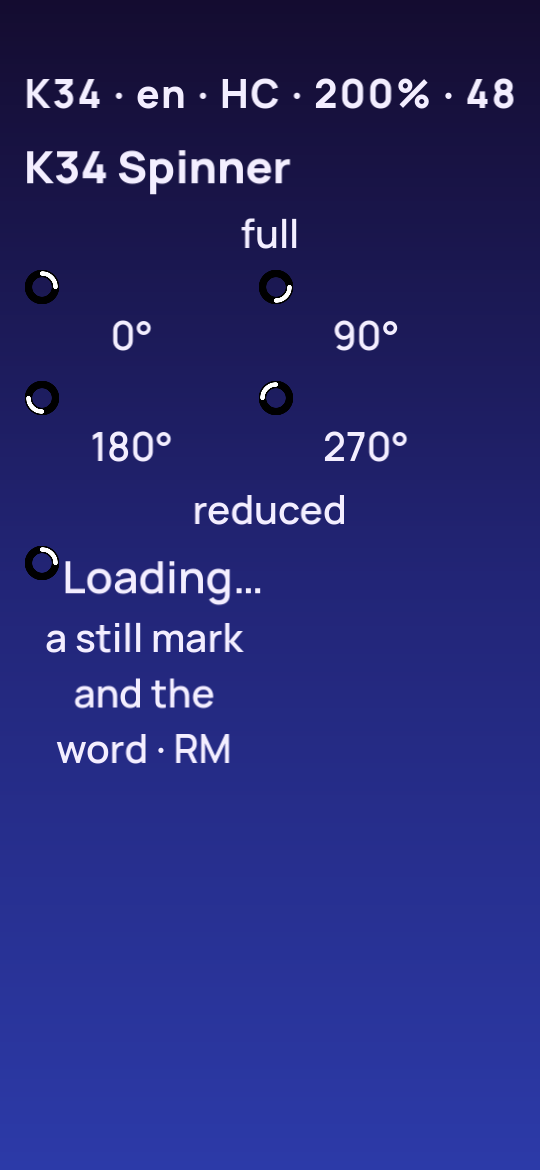 K34 · en · HC · 200% · 48
K34 Spinner
full
0°
90°
180°
270°
reduced
Loading…
a still mark
and the
word · RM